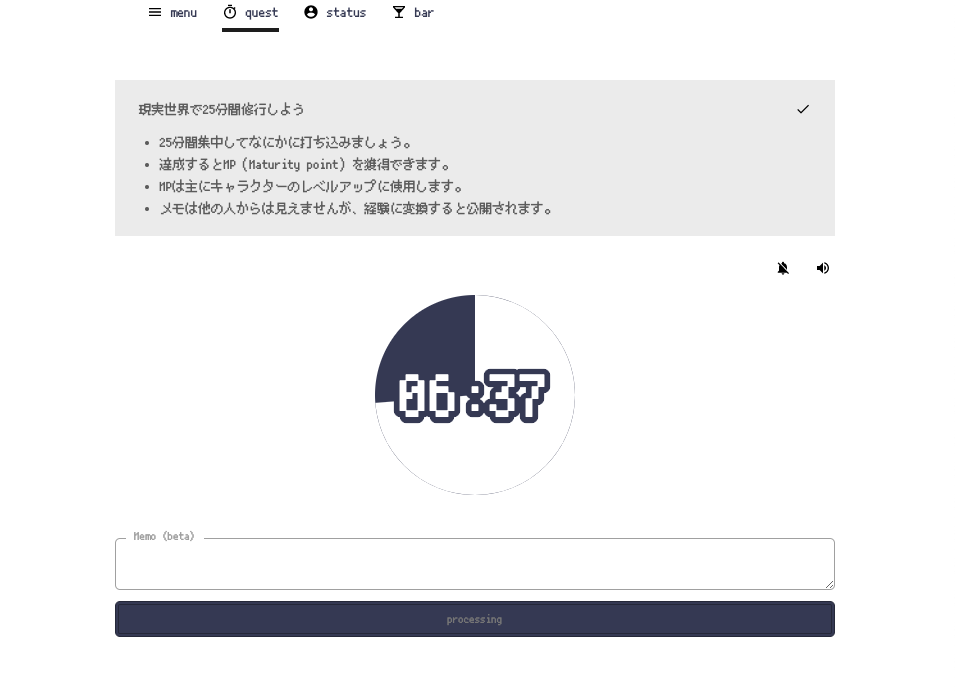 menu quest status bar
現実世界で25分間修行しよう
25分間集中してなにかに打ち込みましょう。
達成するとMP (Maturity point) を獲得できます。
MPは主にキャラクターのレベルアップに使用します。
メモは他の人からは見えませんが、経験に変換すると公開されます。
06:37
Memo (beta)
processing